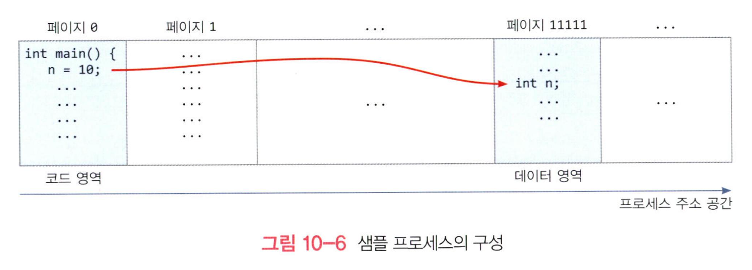 페이지 0 페이지 1 ... 페이지 11111 ...
int main() { ... ...
n = 10; ... ...
... ... int n;
... ... ... ... ...
... ... ...
... ...
코드 영역 데이터 영역
프로세스 주소 공간
그림 10-6 샘플 프로세스의 구성